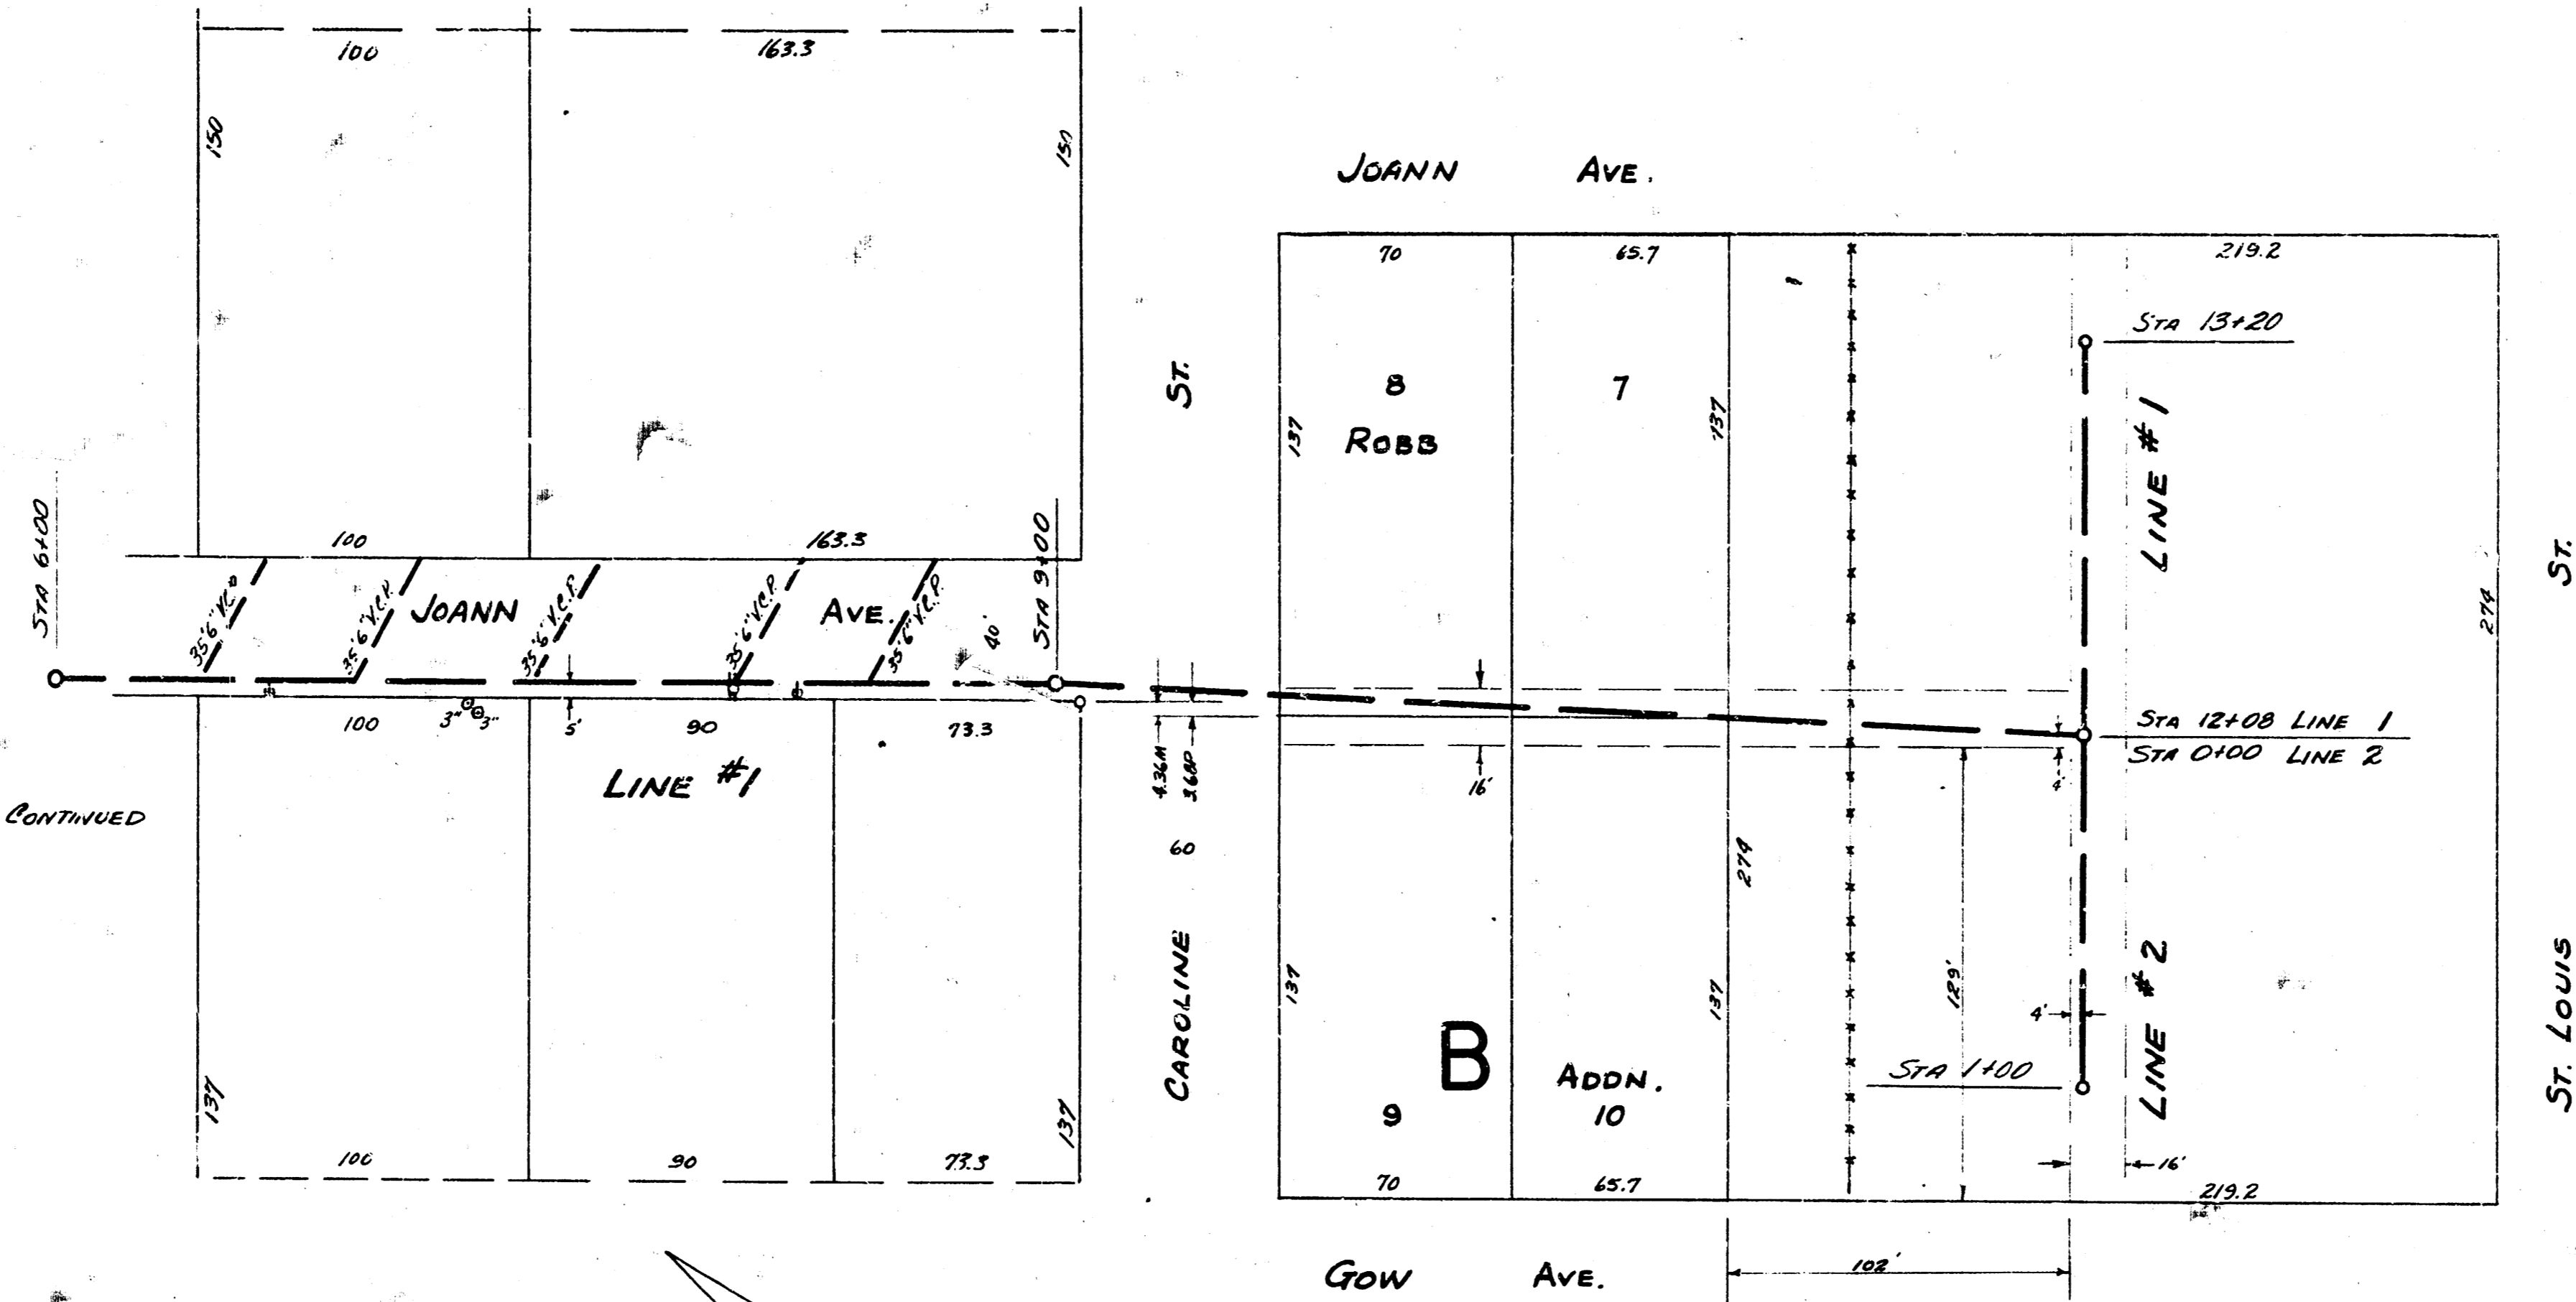 100
163.3
150
150
JOANN AVE.
70
65.7
219.2
STA 13+20
ST.
8
7
137
137
ROBB
LINE #1
STA 6+00
100
163.3
STA 9+00
ST.
35'6" V.C.P.
35'6" V.C.P.
35'6" V.C.P.
35'6" V.C.P.
35'6" V.C.P.
JOANN AVE.
40'
274
100
3"
3"
5'
90
73.3
STA 12+08 LINE 1
STA 0+00 LINE 2
4.36M
3.68P
16'
4'
LINE #1
CONTINUED
60
274
CAROLINE
137
137
129'
4'
LINE #2
ST. LOUIS
B
ADDN.
STA 1+00
9
10
137
137
100
90
73.3
70
65.7
16'
219.2
GOW AVE.
102'